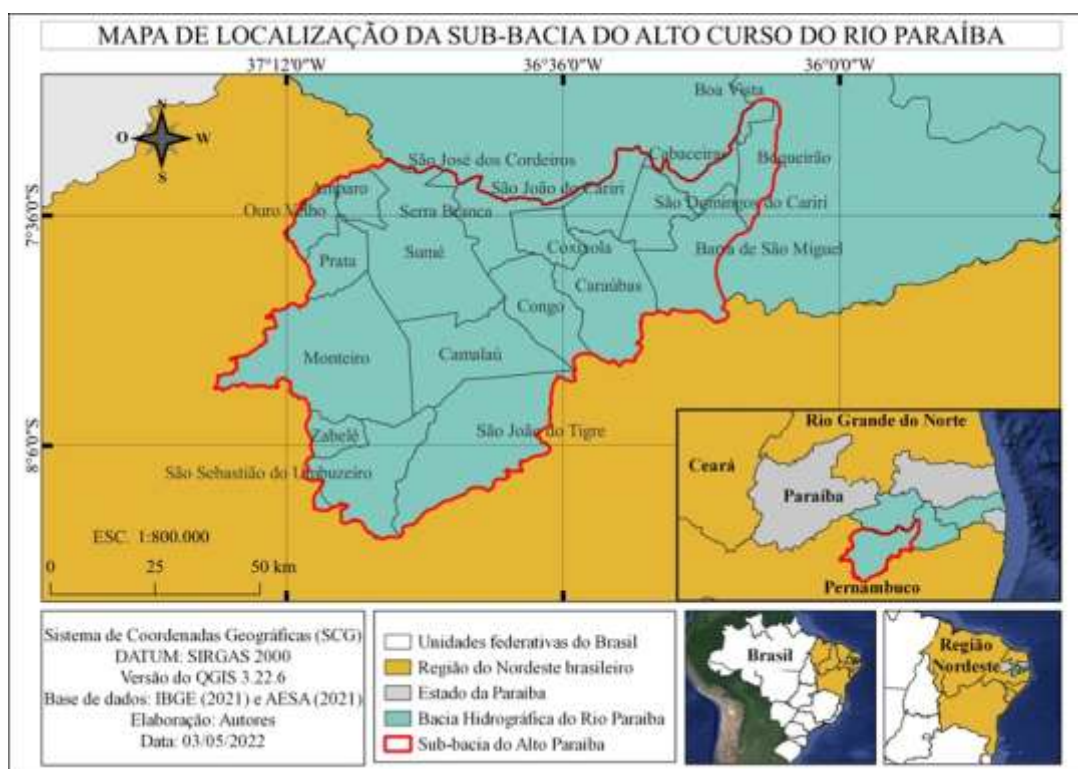 MAPA DE LOCALIZAÇÃO DA SUB-BACIA DO ALTO CURSO DO RIO PARAÍBA
37°12'0"W
36°36'0"W
36°0'0"W
7°36'0"S
8°6'0"S
N
O
W
S
Boa Vista
Cabaceiras
Boqueirão
São José dos Cordeiros
São João do Cariri
Amparo
Ouro Velho
Serra Branca
São Domingos do Cariri
Sumé
Coxixola
Barra de São Miguel
Prata
Caraúbas
Congo
Monteiro
Camalaú
Zabelê
São João do Tigre
São Sebastião do Umbuzeiro
ESC. 1:800.000
0 25 50 km
Rio Grande do Norte
Ceará
Paraíba
Pernambuco
Sistema de Coordenadas Geográficas (SCG)
DATUM: SIRGAS 2000
Versão do QGIS 3.22.6
Base de dados: IBGE (2021) e AESA (2021)
Elaboração: Autores
Data: 03/05/2022
Unidades federativas do Brasil
Região do Nordeste brasileiro
Estado da Paraíba
Bacia Hidrográfica do Rio Paraíba
Sub-bacia do Alto Paraíba
Brasil
Região
Nordeste